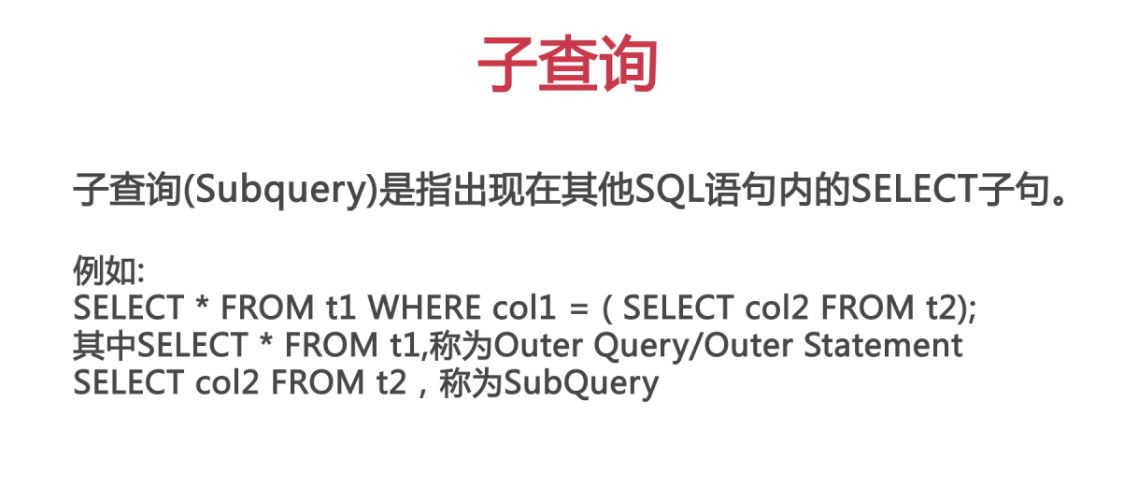 子查询
子查询(Subquery)是指出现在其他SQL语句内的SELECT子句。
例如:
SELECT * FROM t1 WHERE col1 = ( SELECT col2 FROM t2);
其中SELECT * FROM t1,称为Outer Query/Outer Statement
SELECT col2 FROM t2 , 称为SubQuery